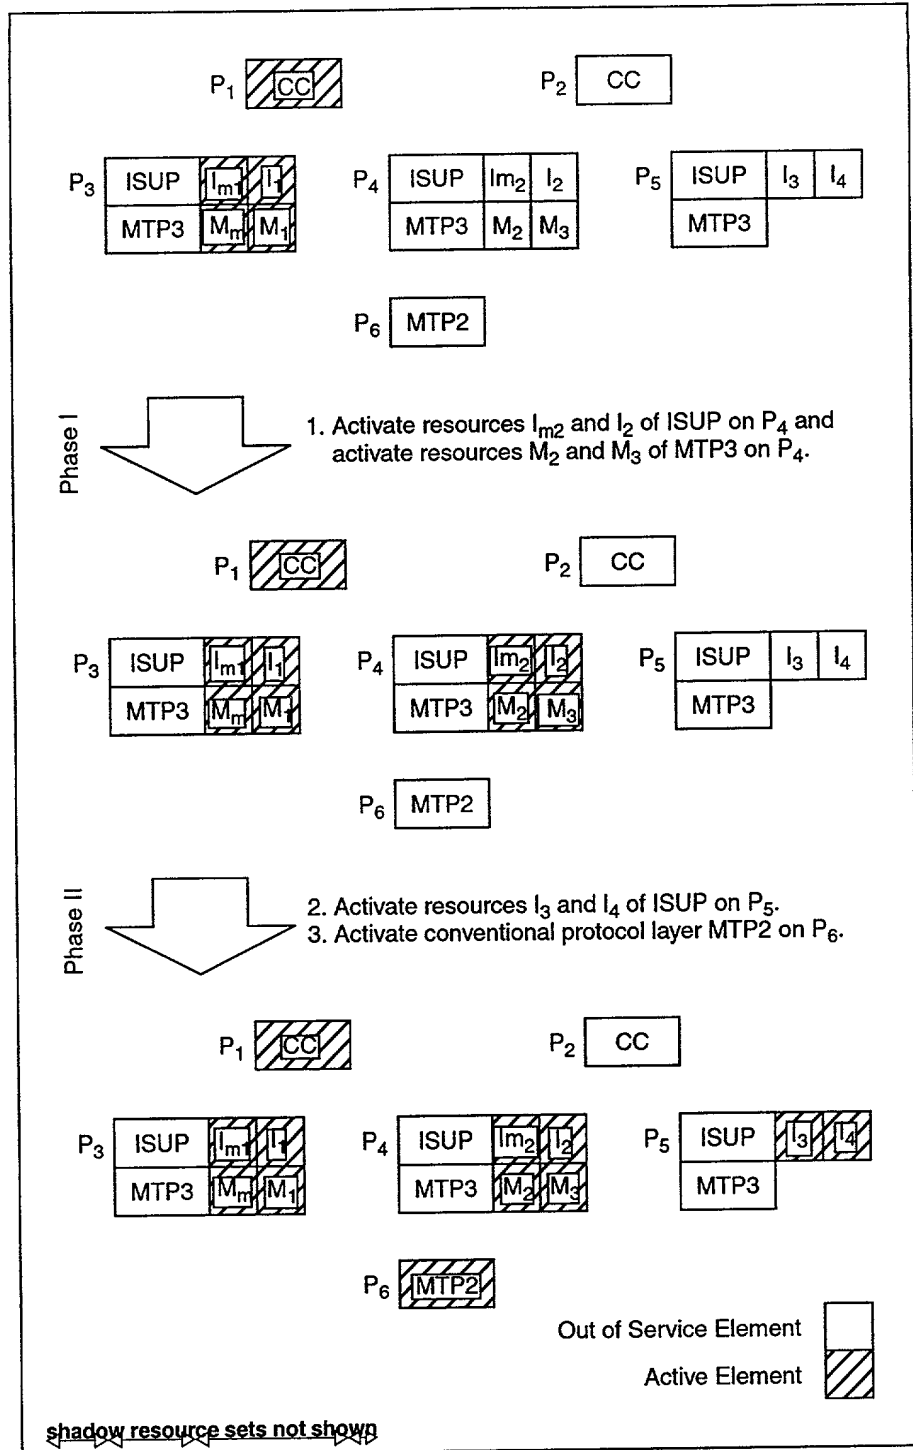 P1 CC P2 CC
P3 ISUP Im1 I1 P4 ISUP Im2 I2 P5 ISUP I3 I4
MTP3 Mm M1 MTP3 M2 M3 MTP3
P6 MTP2
Phase I
1. Activate resources Im2 and I2 of ISUP on P4 and
activate resources M2 and M3 of MTP3 on P4.
P1 CC P2 CC
P3 ISUP Im1 I1 P4 ISUP Im2 I2 P5 ISUP I3 I4
MTP3 Mm M1 MTP3 M2 M3 MTP3
P6 MTP2
Phase II
2. Activate resources I3 and I4 of ISUP on P5.
3. Activate conventional protocol layer MTP2 on P6.
P1 CC P2 CC
P3 ISUP Im1 I1 P4 ISUP Im2 I2 P5 ISUP I3 I4
MTP3 Mm M1 MTP3 M2 M3 MTP3
P6 MTP2
Out of Service Element
Active Element
shadow resource sets not shown